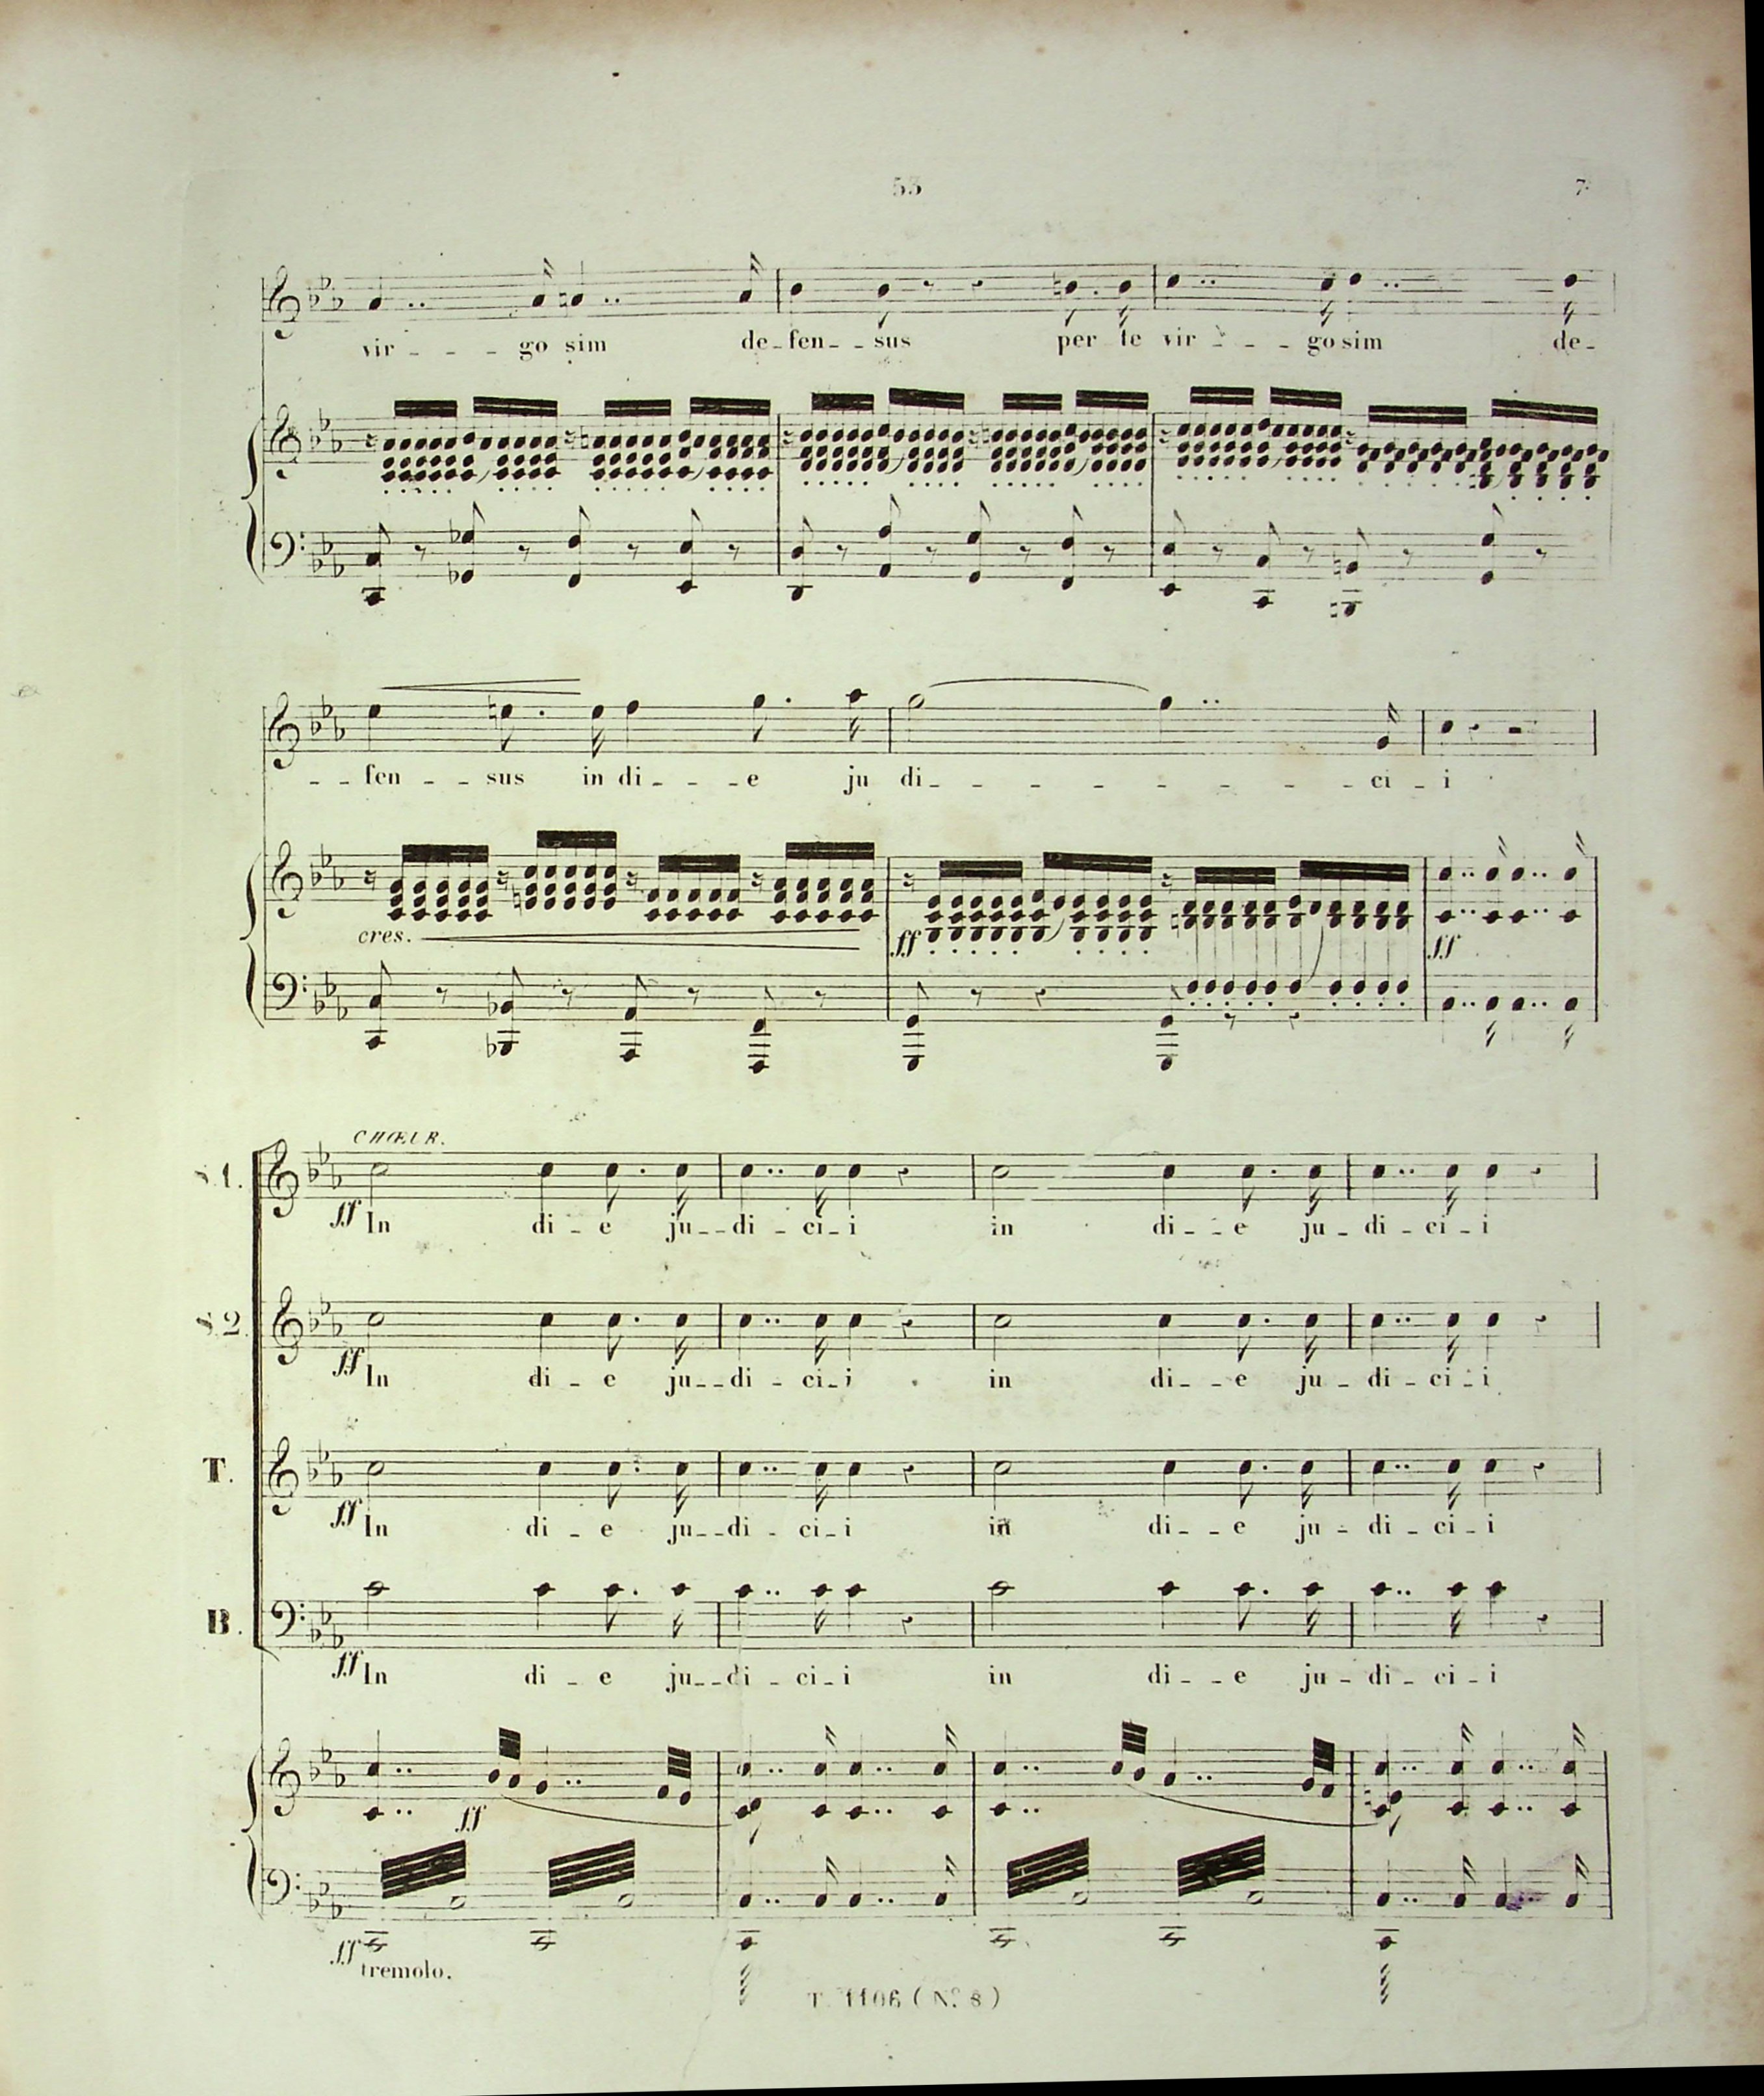 53 7
vir - - - go sim de - fen - - sus per te vir - - - go sim de -
- - fen - - sus in di - - - e ju di - - - - - - - ci - i
cres. ff ff
CHŒUR.
S 1.
ff In di - e ju - - di - ci - i in di - - e ju - di - ci - i
S 2
ff In di - e ju - - di - ci - i in di - - e ju - di - ci - i
T.
ff In di - e ju - - di - ci - i in di - - e ju - di - ci - i
B.
ff In di - e ju - - di - ci - i in di - - e ju - di - ci - i
ff
ff tremolo.
T. 1106 (No. 8)